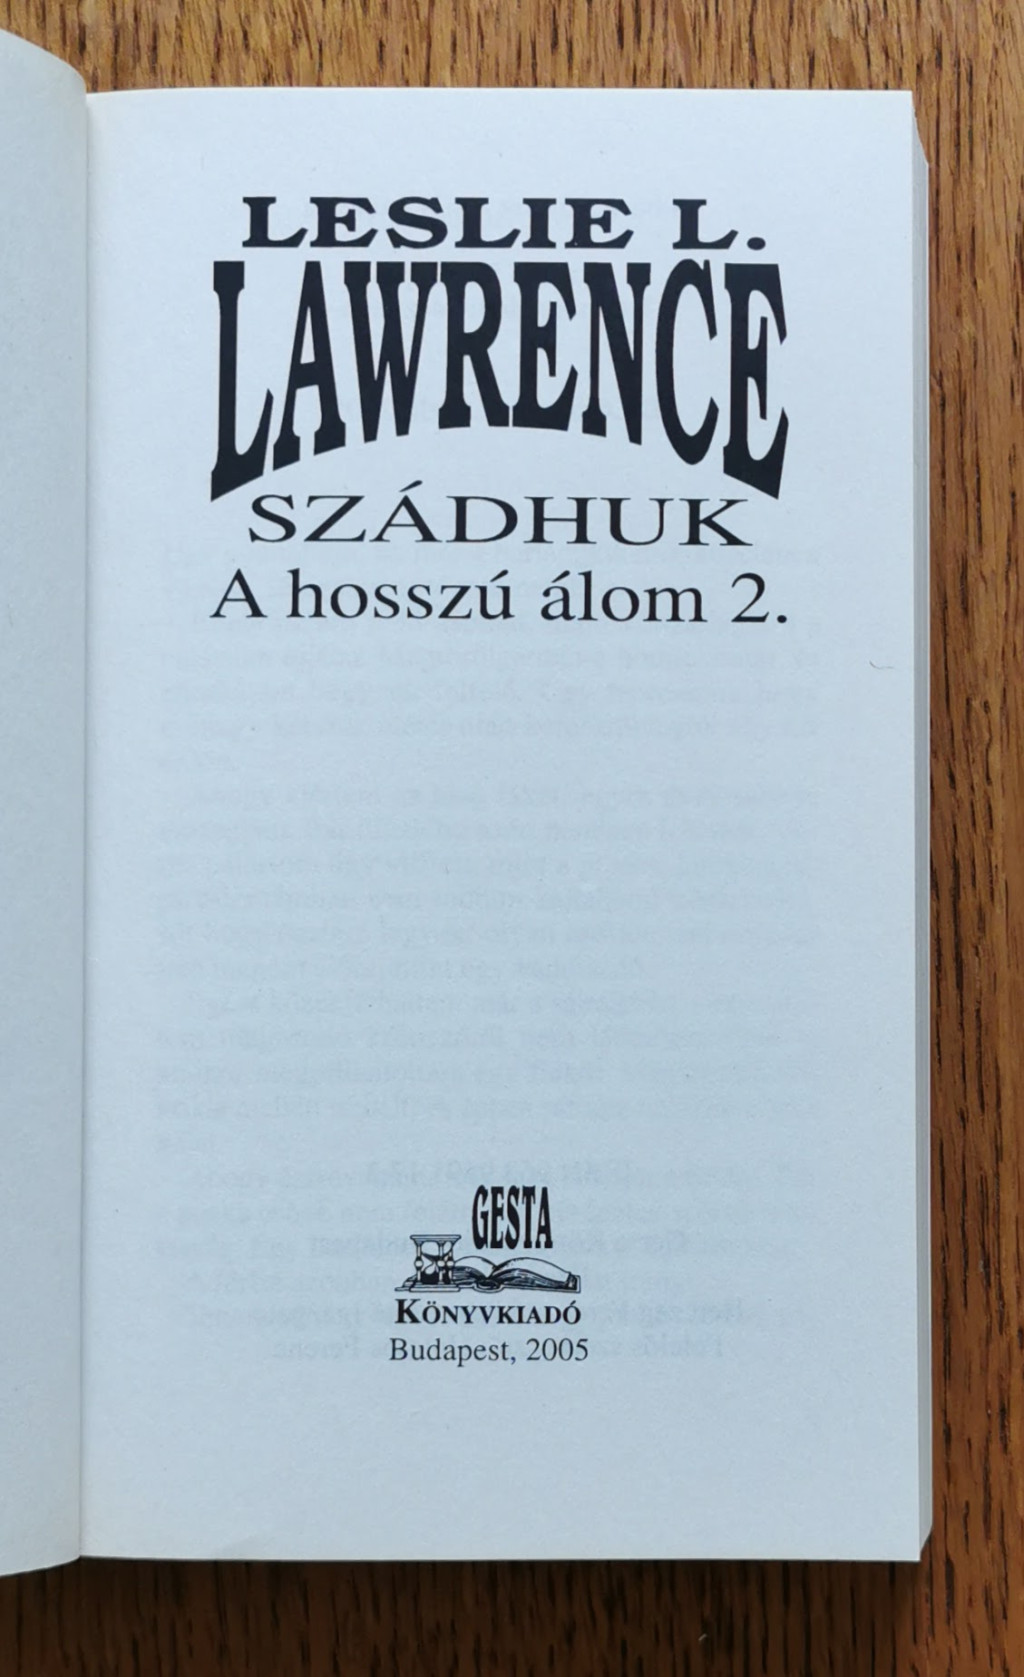 LESLIE L.
LAWRENCE
SZÁDHUK
A hosszú álom 2.
GESTA
KÖNYVKIADÓ
Budapest, 2005